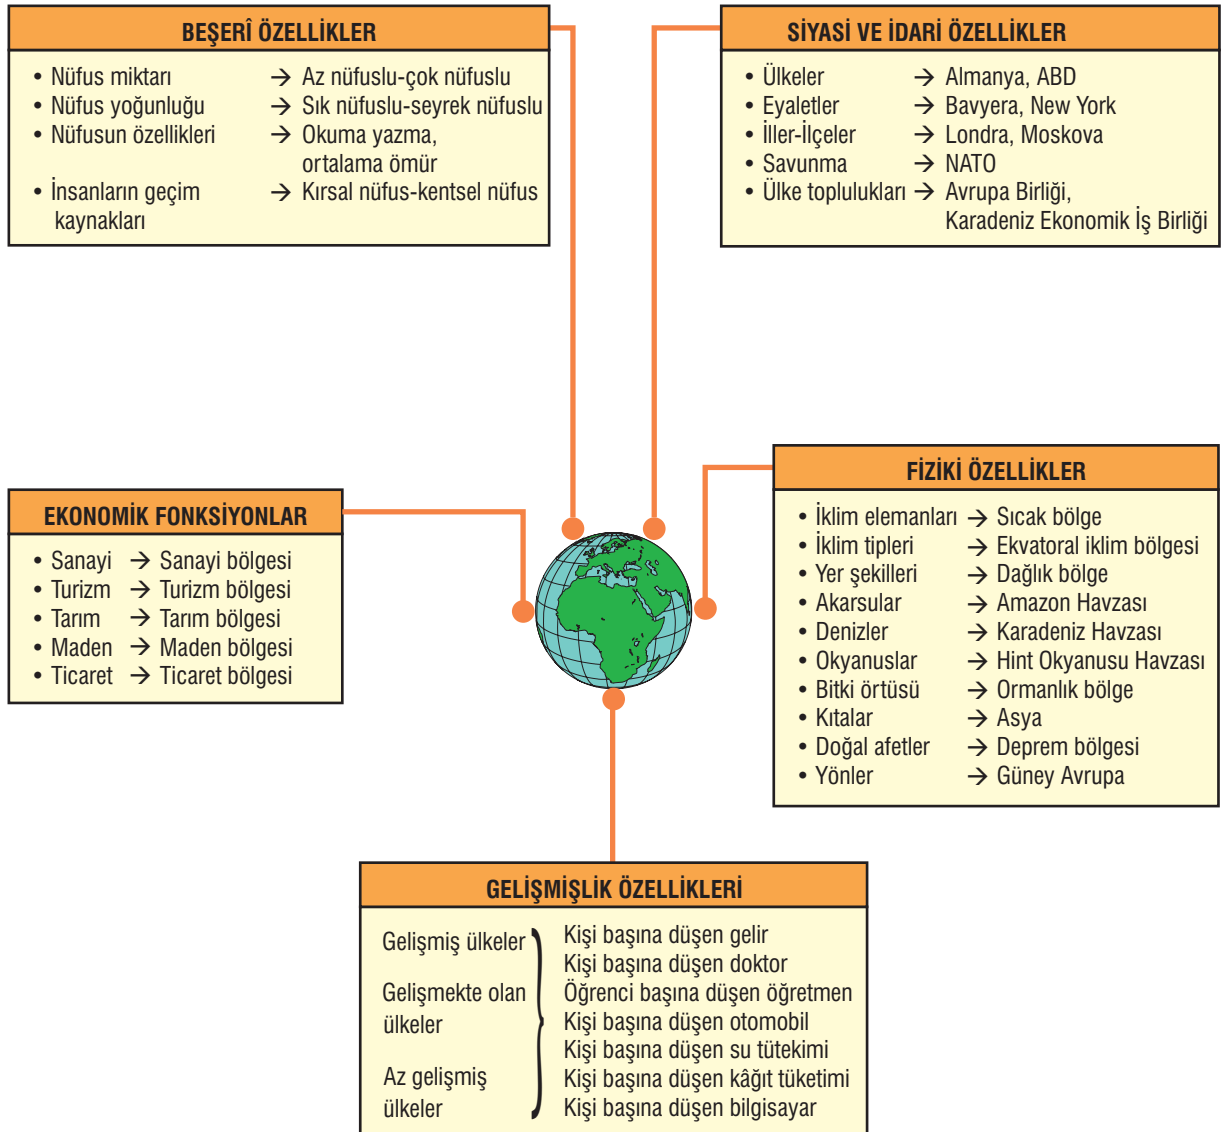 BEŞERÎ ÖZELLİKLER
• Nüfus miktarı → Az nüfuslu-çok nüfuslu
• Nüfus yoğunluğu → Sık nüfuslu-seyrek nüfuslu
• Nüfusun özellikleri → Okuma yazma,
ortalama ömür
• İnsanların geçim → Kırsal nüfus-kentsel nüfus
kaynakları
SİYASİ VE İDARİ ÖZELLİKLER
• Ülkeler → Almanya, ABD
• Eyaletler → Bavyera, New York
• İller-İlçeler → Londra, Moskova
• Savunma → NATO
• Ülke toplulukları → Avrupa Birliği,
Karadeniz Ekonomik İş Birliği
EKONOMİK FONKSİYONLAR
• Sanayi → Sanayi bölgesi
• Turizm → Turizm bölgesi
• Tarım → Tarım bölgesi
• Maden → Maden bölgesi
• Ticaret → Ticaret bölgesi
FİZİKİ ÖZELLİKLER
• İklim elemanları → Sıcak bölge
• İklim tipleri → Ekvatoral iklim bölgesi
• Yer şekilleri → Dağlık bölge
• Akarsular → Amazon Havzası
• Denizler → Karadeniz Havzası
• Okyanuslar → Hint Okyanusu Havzası
• Bitki örtüsü → Ormanlık bölge
• Kıtalar → Asya
• Doğal afetler → Deprem bölgesi
• Yönler → Güney Avrupa
GELİŞMİŞLİK ÖZELLİKLERİ
Gelişmiş ülkeler
Gelişmekte olan
ülkeler
Az gelişmiş
ülkeler
Kişi başına düşen gelir
Kişi başına düşen doktor
Öğrenci başına düşen öğretmen
Kişi başına düşen otomobil
Kişi başına düşen su tütekimi
Kişi başına düşen kâğıt tüketimi
Kişi başına düşen bilgisayar